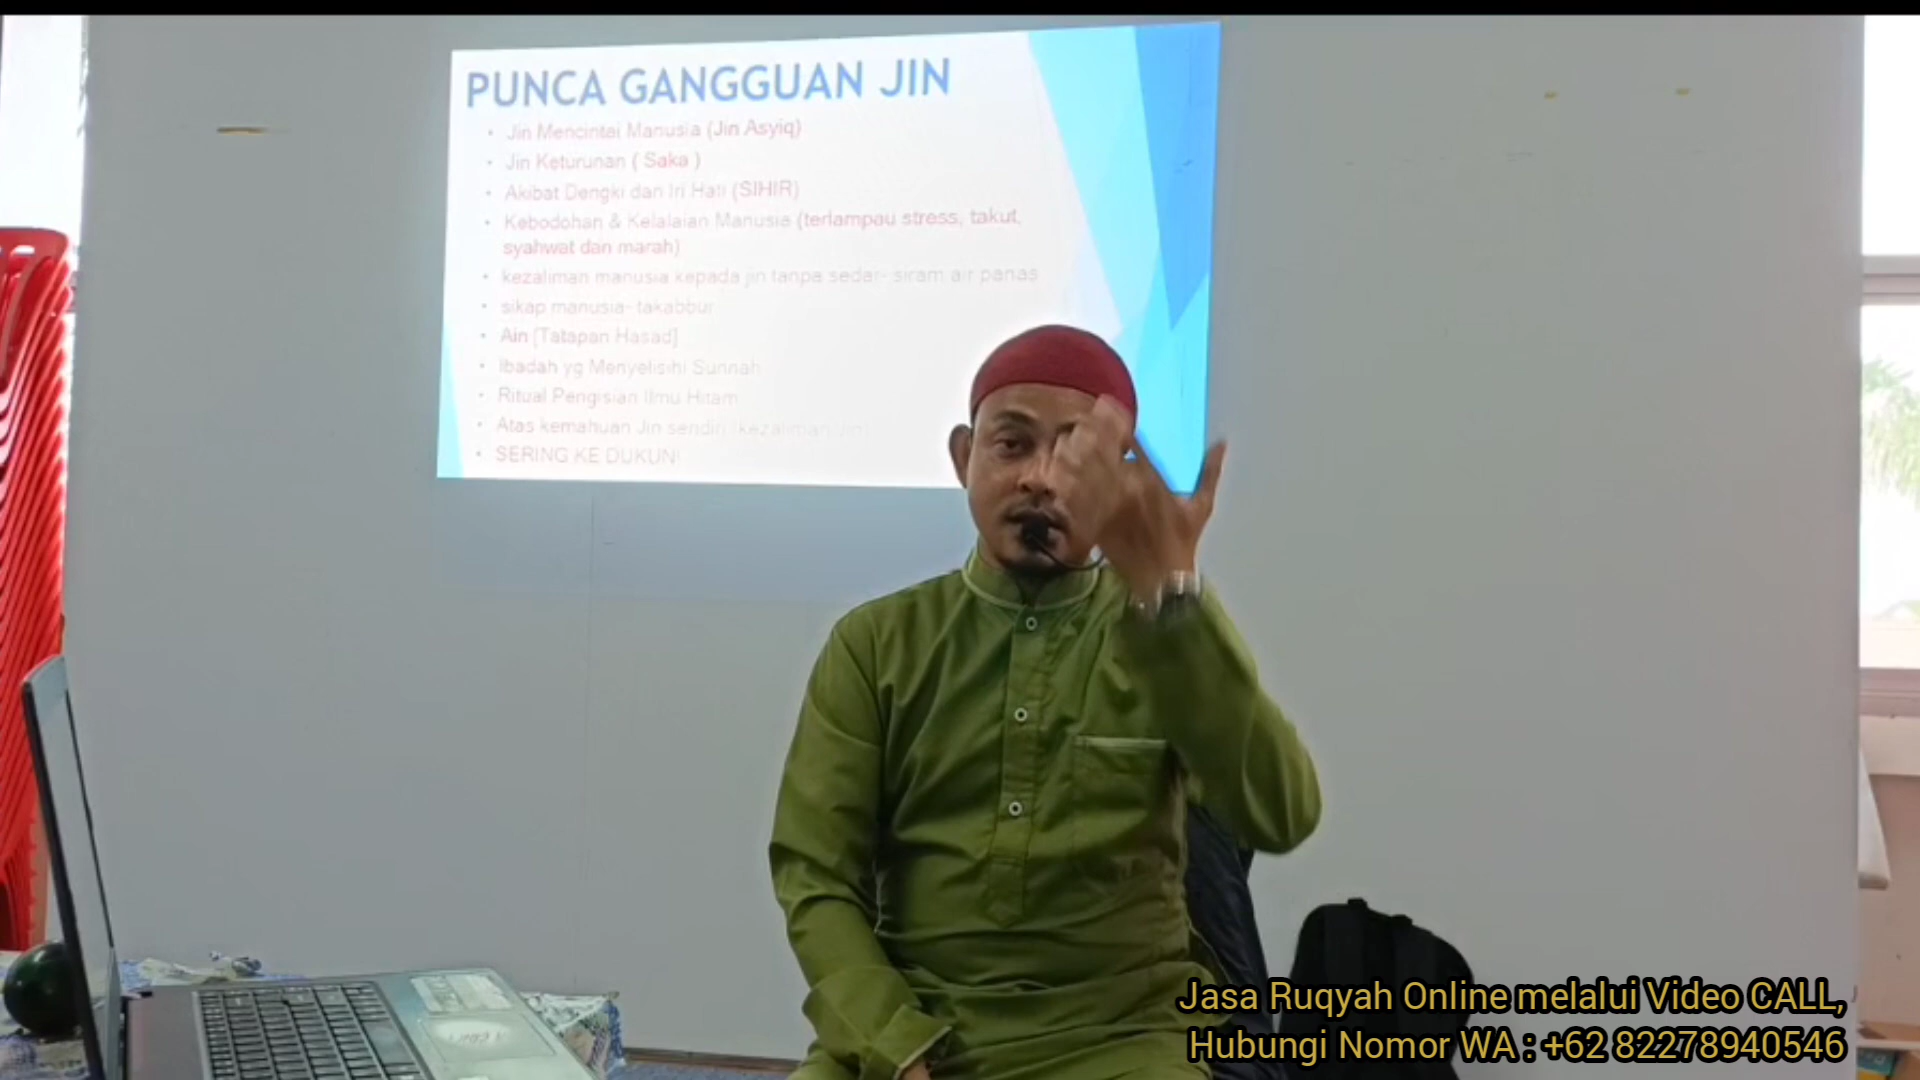 PUNCA GANGGUAN JIN
• Jin Mencintai Manusia (Jin Asyiq)
• Jin Keturunan ( Saka )
• Akibat Dengki dan Iri Hati (SIHIR)
• Kebodohan & Kelalaian Manusia (terlampau stress, takut,
syahwat dan marah)
• kezaliman manusia kepada jin tanpa sedar- siram air panas
• sikap manusia- takabbur
• Ain [Tatapan Hasad]
• Ibadah yg Menyelisihi Sunnah
• Ritual Pengisian Ilmu Hitam
• Atas kemahuan Jin sendiri (kezaliman Jin)
• SERING KE DUKUN!
Jasa Ruqyah Online melalui Video CALL,
Hubungi Nomor WA : +62 82278940546